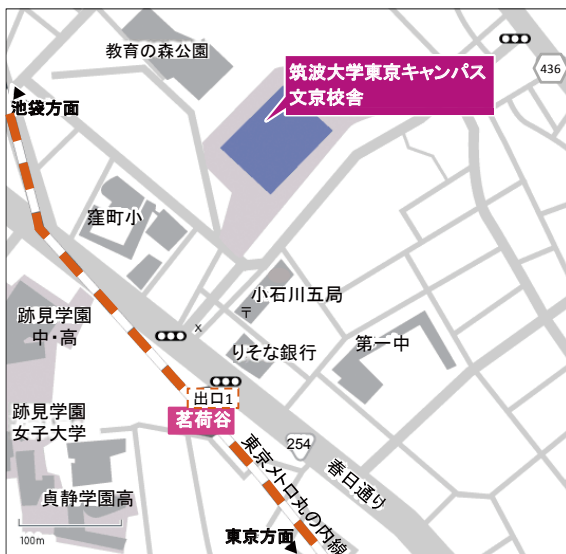 教育の森公園
筑波大学東京キャンパス
文京校舎
436
池袋方面
窪町小
小石川五局
〒
跡見学園
中・高
りそな銀行
第一中
出口1
茗荷谷
跡見学園
女子大学
254
春日通り
東京メトロ丸の内線
貞静学園高
100m
東京方面